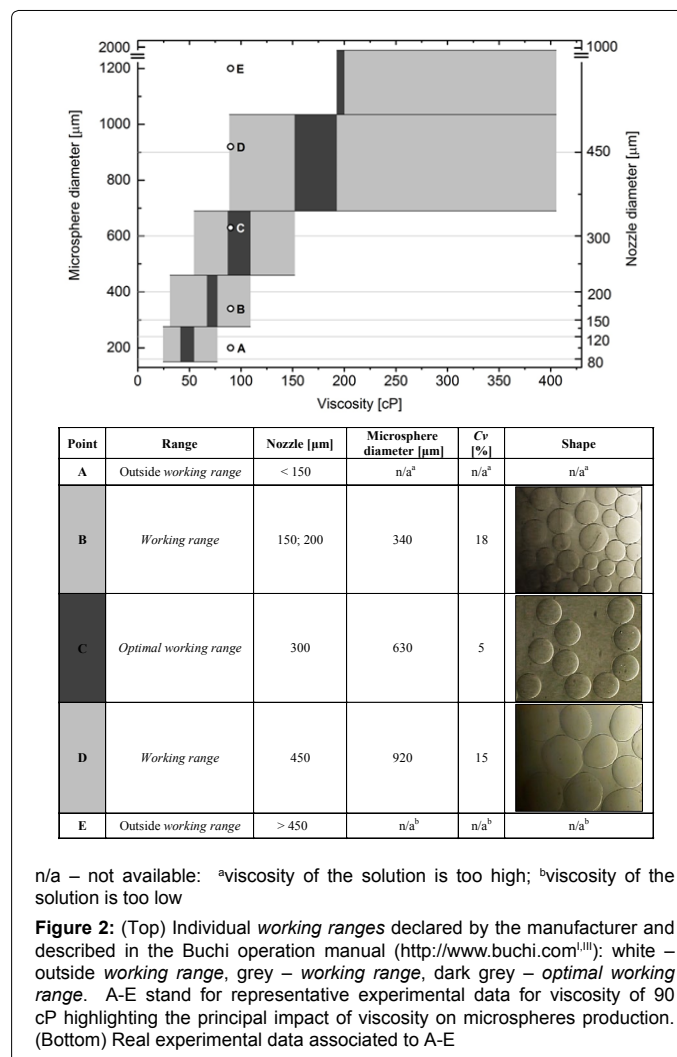 2000
1200
1000
800
600
400
200
Microsphere diameter [μm]
1000
450
300
200
150
120
80
Nozzle diameter [μm]
E
D
C
B
A
0 50 100 150 200 250 300 350 400
Viscosity [cP]
Point Range Nozzle [μm] Microsphere diameter [μm] Cv [%] Shape
A Outside working range < 150 n/aᵃ n/aᵃ n/aᵃ
B Working range 150; 200 340 18
C Optimal working range 300 630 5
D Working range 450 920 15
E Outside working range > 450 n/aᵇ n/aᵇ n/aᵇ
n/a – not available: ᵃviscosity of the solution is too high; ᵇviscosity of the
solution is too low
Figure 2: (Top) Individual working ranges declared by the manufacturer and
described in the Buchi operation manual (http://www.buchi.comᴵ,ᴵᴵᴵ): white –
outside working range, grey – working range, dark grey – optimal working
range. A-E stand for representative experimental data for viscosity of 90
cP highlighting the principal impact of viscosity on microspheres production.
(Bottom) Real experimental data associated to A-E